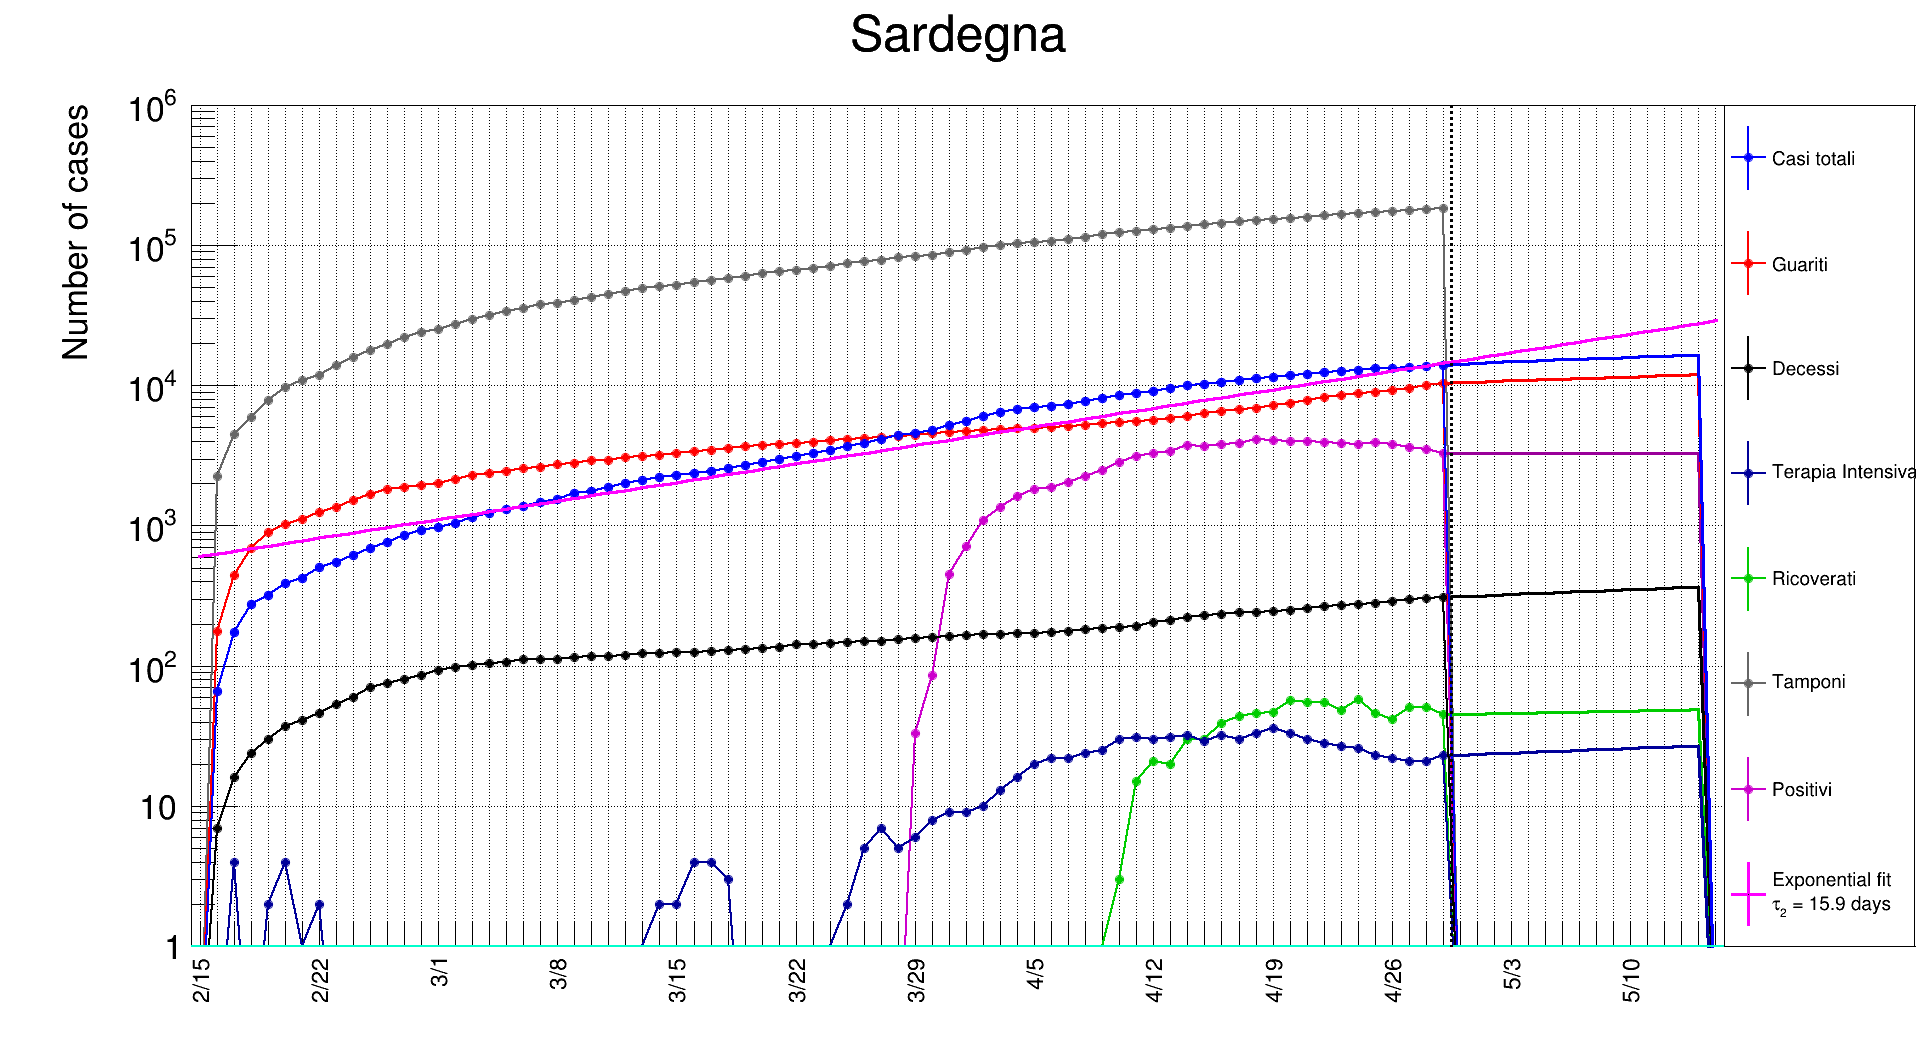 Sardegna
Number of cases
10^6
10^5
10^4
10^3
10^2
10
1
2/15
2/22
3/1
3/8
3/15
3/22
3/29
4/5
4/12
4/19
4/26
5/3
5/10
Casi totali
Guariti
Decessi
Terapia Intensiva
Ricoverati
Tamponi
Positivi
Exponential fit
τ_2 = 15.9 days